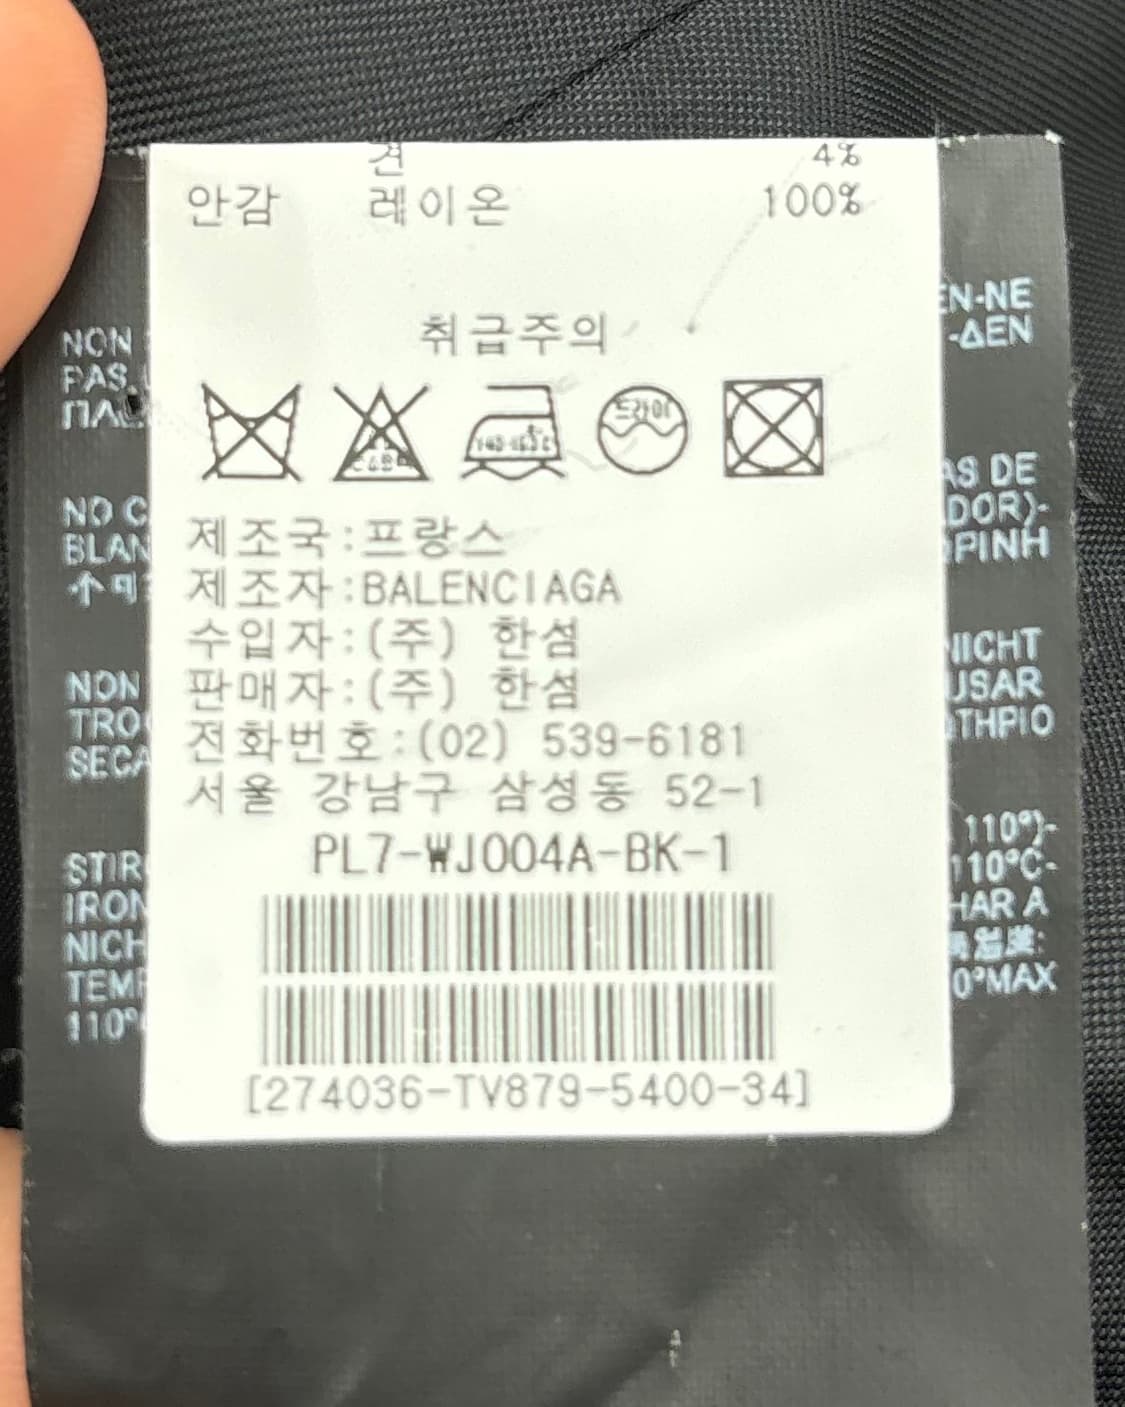 견 4%
안감 레이온 100%
취급주의
드라이
제조국:프랑스
제조자:BALENCIAGA
수입자:(주) 한섬
판매자:(주) 한섬
전화번호:(02) 539-6181
서울 강남구 삼성동 52-1
PL7-WJ004A-BK-1
[274036-TV879-5400-34]
NON
PAS
ΠΑ
NO C
BLAN
不可
NON
TRO
SECA
STIR
IRON
NICH
TEMP
110°
EN-NE
-ΔEN
AS DE
DOR)-
PINH
NICHT
USAR
THPIO
110°)-
110°C-
HAR A
0°MAX